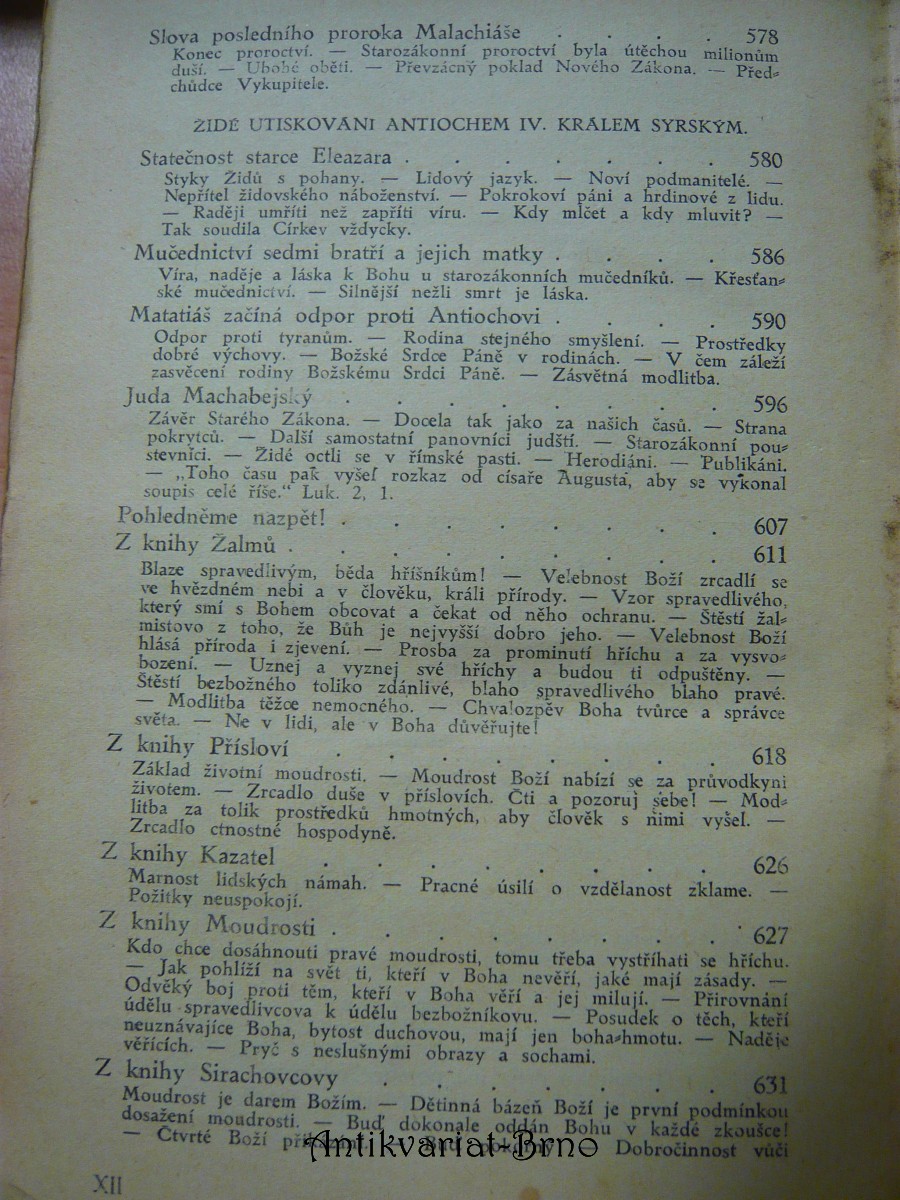 Slova posledního proroka Malachiáše . . . . 578
Konec proroctví. — Starozákonní proroctví byla útěchou milionům
duší. — Ubohé oběti. — Převzácný poklad Nového Zákona. — Před-
chůdce Vykupitele.
ŽIDÉ UTISKOVÁNI ANTIOCHEM IV. KRÁLEM SYRSKÝM.
Statečnost starce Eleazara . . . . . . . 580
Styky Židů s pohany. — Lidový jazyk. — Noví podmanitelé. —
Nepřítel židovského náboženství. — Pokrokoví páni a hrdinové z lidu.
— Raději umříti než zapříti víru. — Kdy mlčet a kdy mluvit? —
Tak soudila Církev vždycky.
Mučednictví sedmi bratří a jejich matky . . . . 586
Víra, naděje a láska k Bohu u starozákonních mučedníků. — Křesťan-
ské mučednictví. — Silnější nežli smrt je láska.
Matatiáš začíná odpor proti Antiochovi . . . . 590
Odpor proti tyranům. — Rodina stejného smyšlení. — Prostředky
dobré výchovy. — Božské Srdce Páně v rodinách. — V čem záleží
zasvěcení rodiny Božskému Srdci Páně. — Zásvětná modlitba.
Juda Machabejský . . . . . . . . 596
Závěr Starého Zákona. — Docela tak jako za našich časů. — Strana
pokrytců. — Další samostatní panovníci judští. — Starozákonní pou-
stevníci. — Židé octli se v římské pasti. — Herodiáni. — Publikáni.
— „Toho času pak vyšel rozkaz od císaře Augusta, aby se vykonal
soupis celé říše.“ Luk. 2, 1.
Pohledněme nazpět! . . . . . . . . 607
Z knihy Žalmů . . . . . . . . . 611
Blaze spravedlivým, běda hříšníkům! — Velebnost Boží zrcadlí se
ve hvězdném nebi a v člověku, králi přírody. — Vzor spravedlivého,
který smí s Bohem obcovat a čekat od něho ochranu. — Štěstí žal-
mistovo z toho, že Bůh je nejvyšší dobro jeho. — Velebnost Boží
hlásá příroda i zjevení. — Prosba za prominutí hříchu a za vysvo-
bození. — Uznej a vyznej své hříchy a budou ti odpuštěny. —
Štěstí bezbožného toliko zdánlivé, blaho spravedlivého blaho pravé.
— Modlitba těžce nemocného. — Chvalozpěv Boha tvůrce a správce
světa. — Ne v lidi, ale v Boha důvěřujte!
Z knihy Přísloví . . . . . . . . 618
Základ životní moudrosti. — Moudrost Boží nabízí se za průvodkyni
životem. — Zrcadlo duše v příslovích. Čti a pozoruj sebe! — Mod-
litba za tolik prostředků hmotných, aby člověk s nimi vyšel. —
Zrcadlo ctnostné hospodyně.
Z knihy Kazatel . . . . . . . . 626
Marnost lidských námah. — Pracné úsilí o vzdělanost zklame. —
Požitky neuspokojí.
Z knihy Moudrosti . . . . . . . . 627
Kdo chce dosáhnouti pravé moudrosti, tomu třeba vystříhati se hříchu.
— Jak pohlíží na svět ti, kteří v Boha nevěří, jaké mají zásady. —
Odvěký boj proti těm, kteří v Boha věří a jej milují. — Přirovnání
údělu spravedlivcova k údělu bezbožníkovu. — Posudek o těch, kteří
neuznávajíce Boha, bytost duchovou, mají jen boha-hmotu. — Naděje
věřících. — Pryč s neslušnými obrazy a sochami.
Z knihy Sirachovcovy . . . . . . . 631
Moudrost je darem Božím. — Dětinná bázeň Boží je první podmínkou
dosažení moudrosti. — Buď dokonale oddán Bohu v každé zkoušce!
— Čtvrté Boží Dobročinnost vůči
Antikvariat-Brno
XII